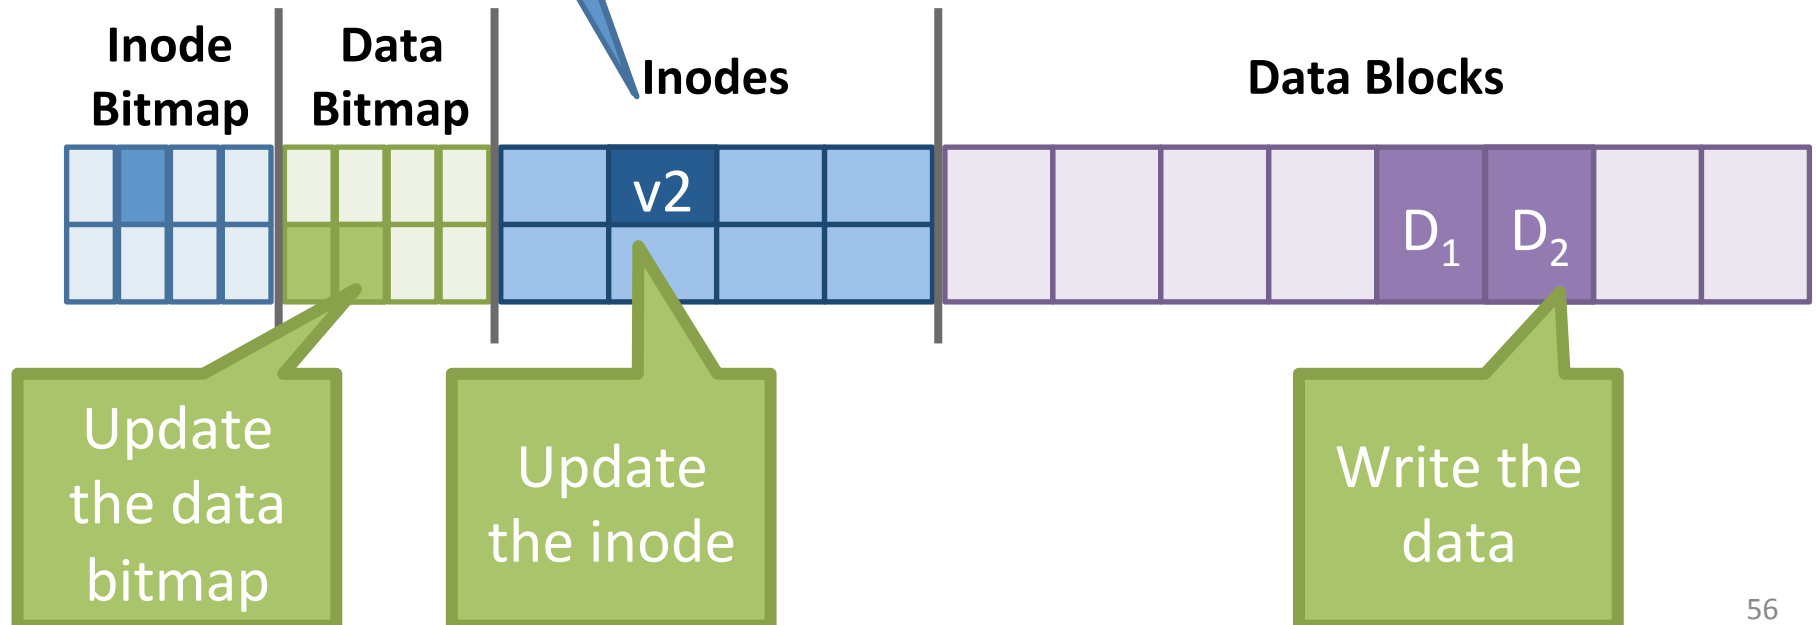 Inode
Bitmap
Data
Bitmap
Inodes
Data Blocks
v2
D1
D2
Update
the data
bitmap
Update
the inode
Write the
data
56